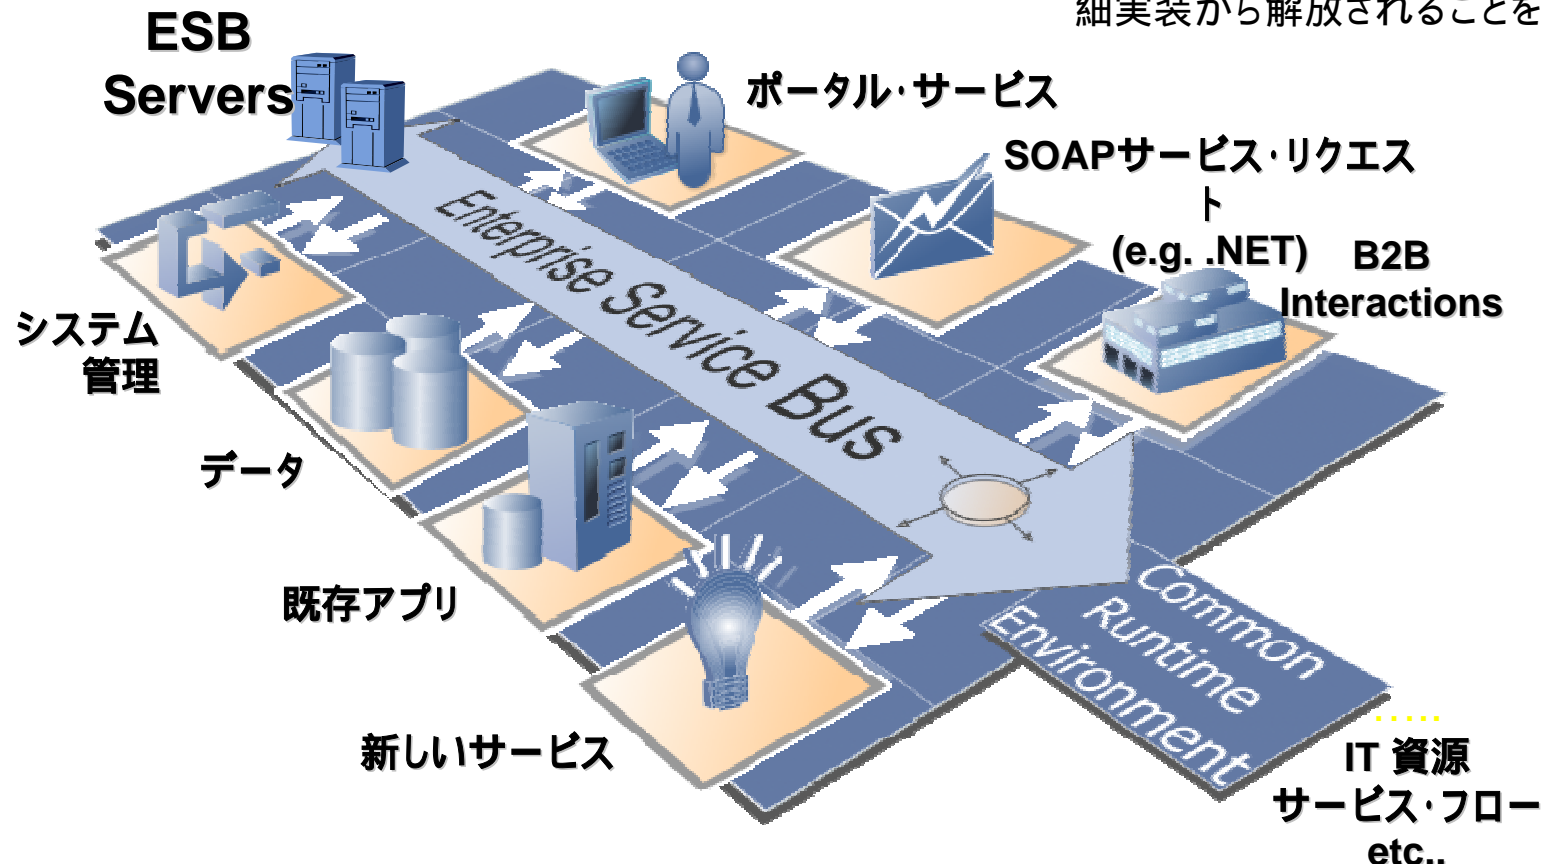 細実装から解放されることを
ESB
Servers
ポータル・サービス
SOAPサービス・リクエス
ト
(e.g. .NET)
B2B
Interactions
Enterprise Service Bus
システム
管理
データ
既存アプリ
新しいサービス
Common
Runtime
Environment
.....
IT 資源
サービス・フロー
etc..